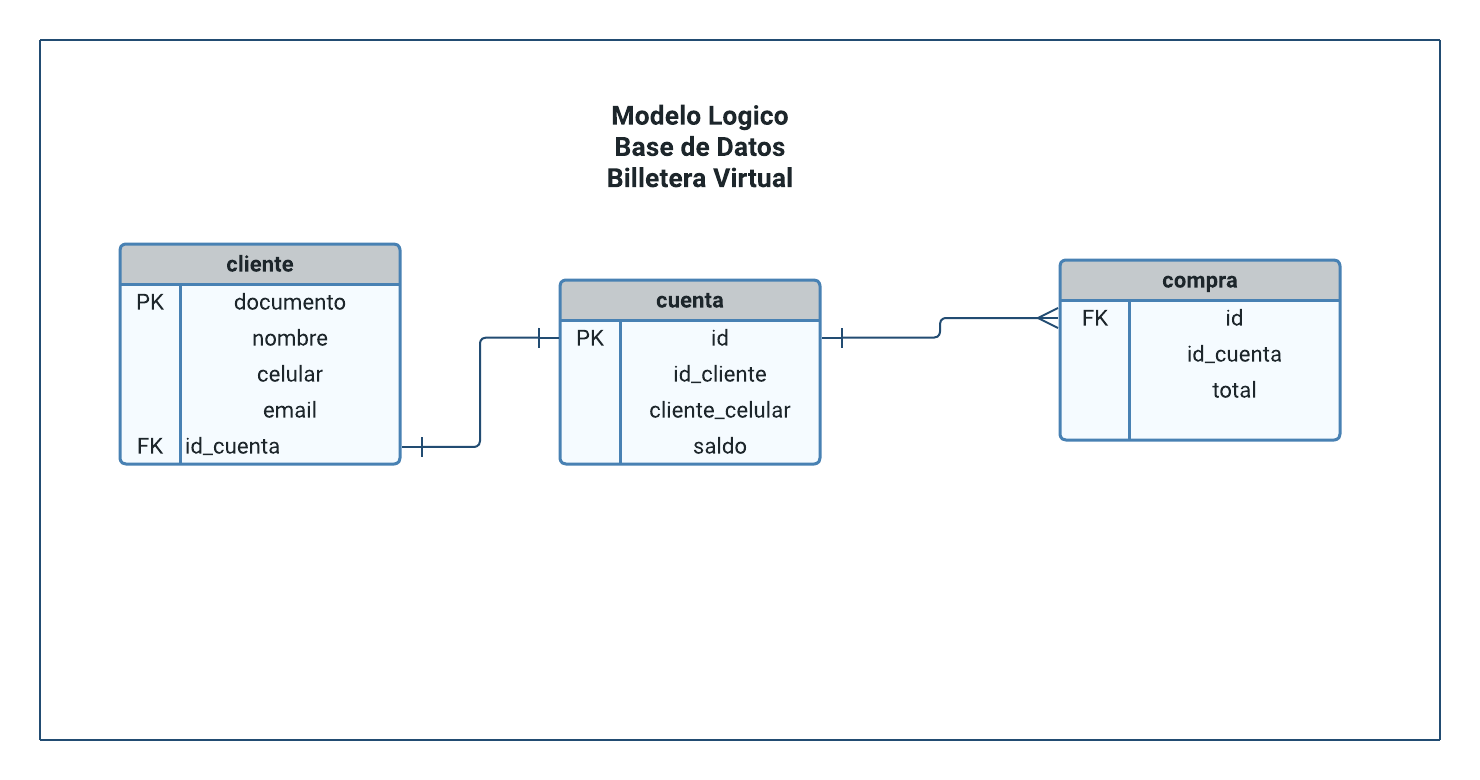 Modelo Logico
Base de Datos
Billetera Virtual
cliente
PK documento
nombre
celular
email
FK id_cuenta
cuenta
PK id
id_cliente
cliente_celular
saldo
compra
FK id
id_cuenta
total